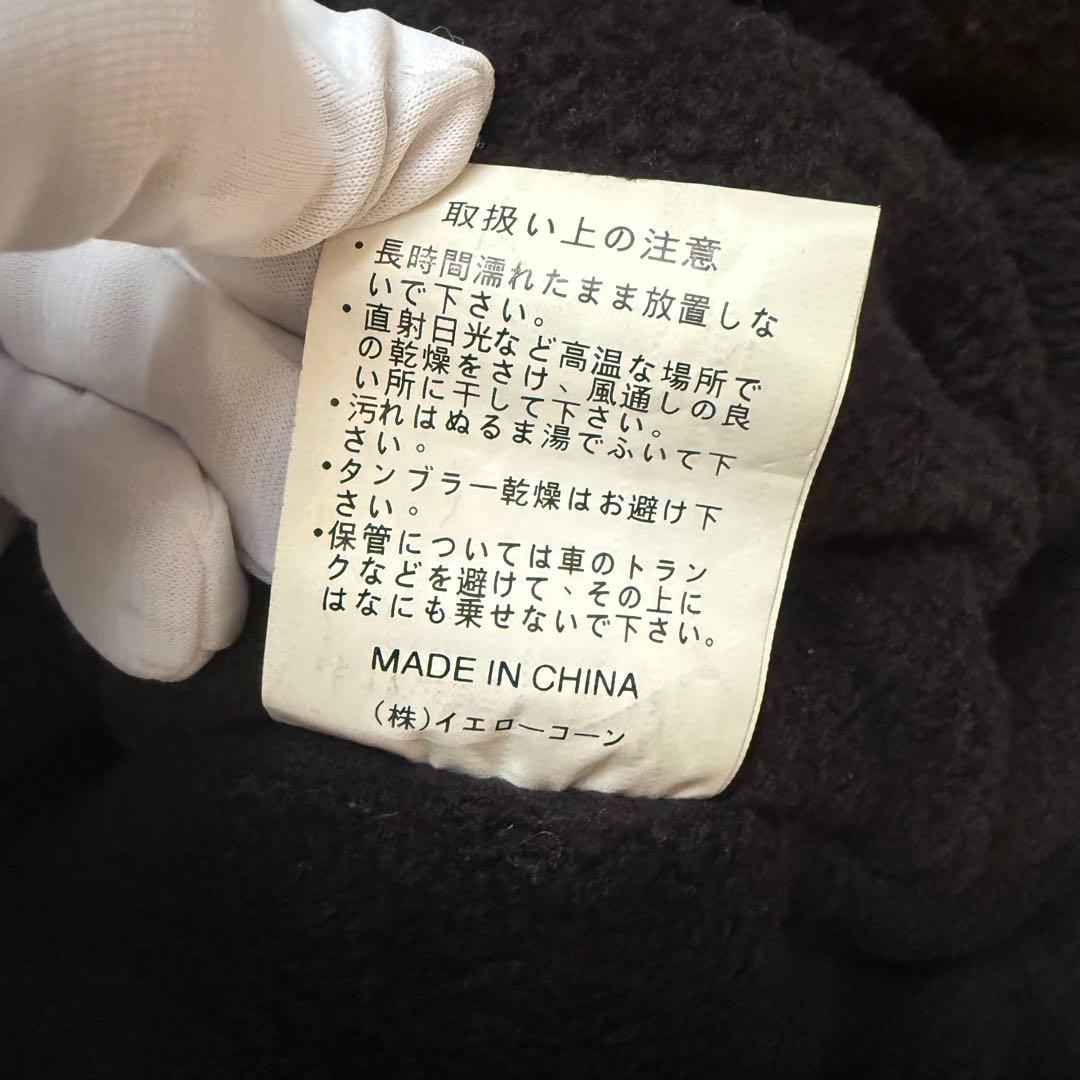 取扱い上の注意
・長時間濡れたまま放置しな
いで下さい。
・直射日光など高温な場所で
の乾燥をさけ、風通しの良
い所に干して下さい。
・汚れはぬるま湯でふいて下
さい。
・タンブラー乾燥はお避け下
さい。
・保管については車のトラン
クなどを避けて、その上に
はなにも乗せないで下さい。
MADE IN CHINA
(株)イエローコーン